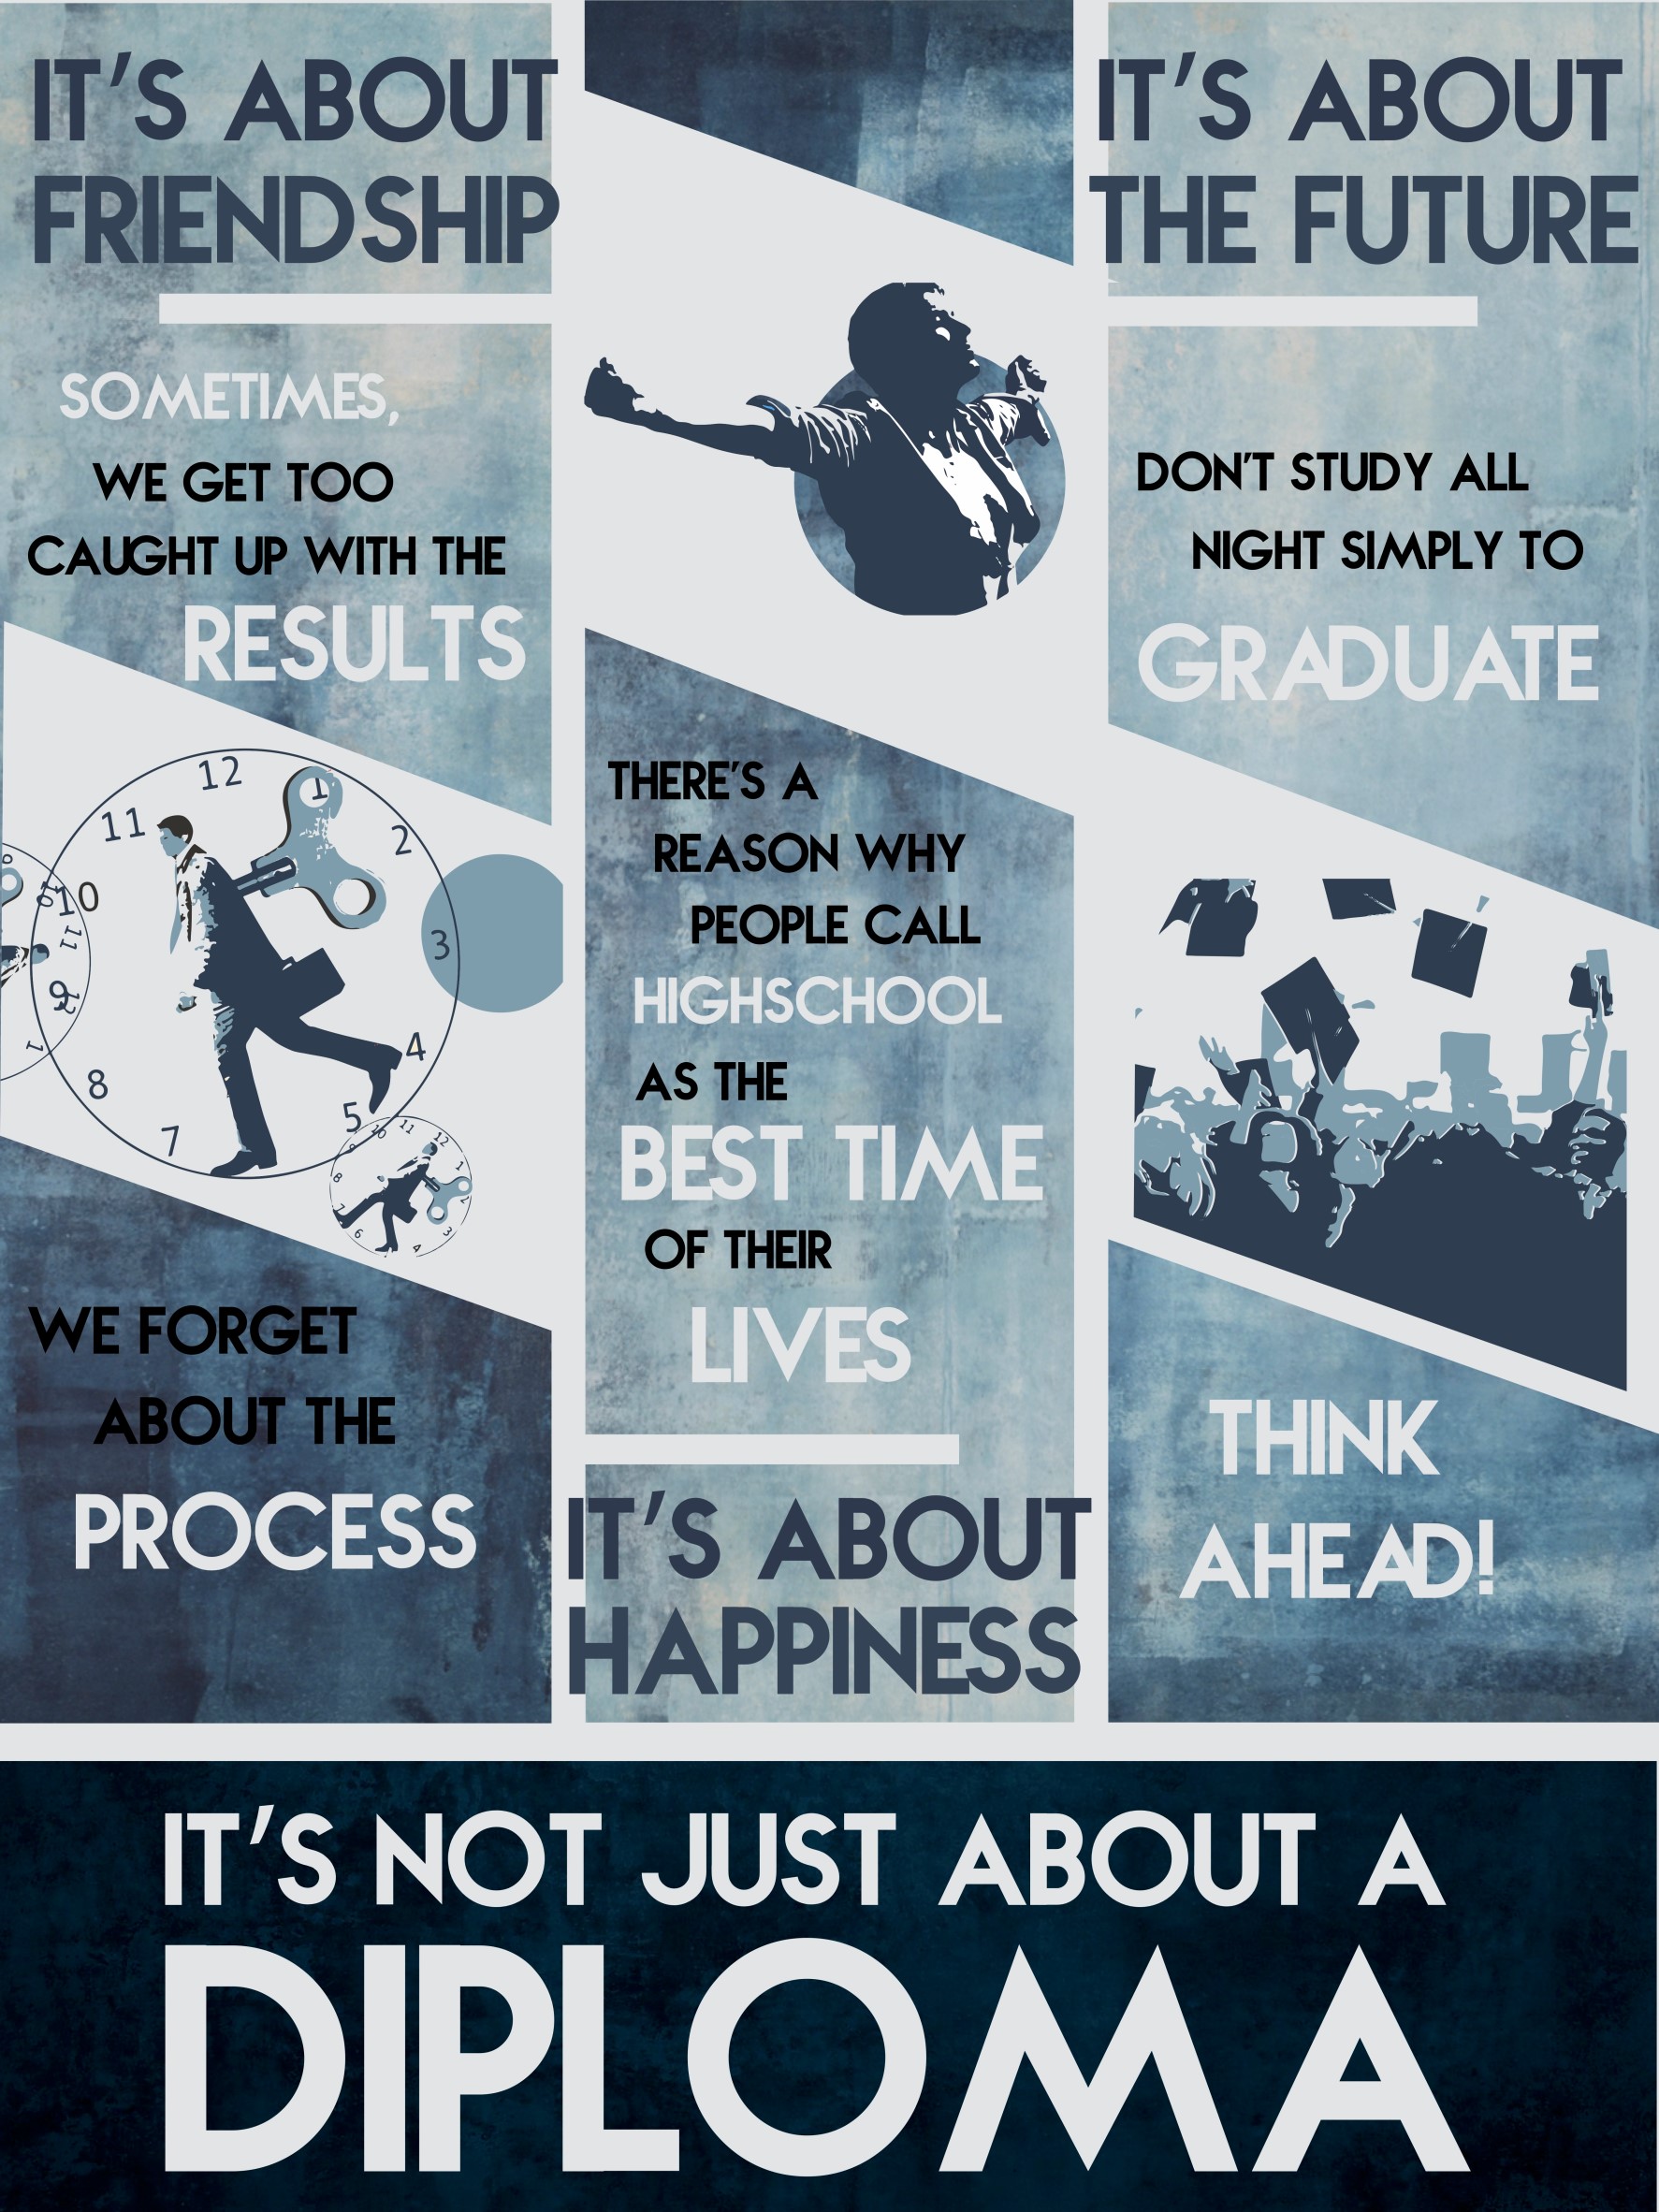 IT'S ABOUT
FRIENDSHIP
SOMETIMES,
WE GET TOO
CAUGHT UP WITH THE
RESULTS
12
1
2
3
4
5
7
8
10
11
WE FORGET
ABOUT THE
PROCESS
THERE'S A
REASON WHY
PEOPLE CALL
HIGHSCHOOL
AS THE
BEST TIME
OF THEIR
LIVES
IT'S ABOUT
HAPPINESS
IT'S ABOUT
THE FUTURE
DON'T STUDY ALL
NIGHT SIMPLY TO
GRADUATE
THINK
AHEAD!
IT'S NOT JUST ABOUT A
DIPLOMA